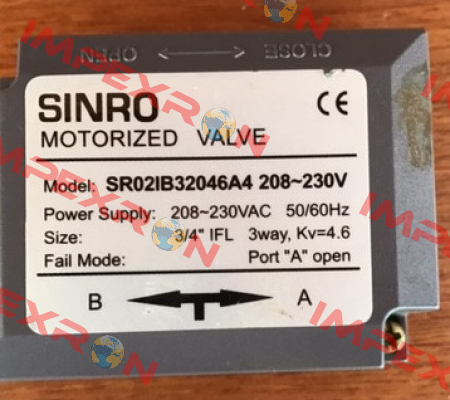 OPEN CLOSE
SINRO
CE
MOTORIZED VALVE
Model: SR02IB32046A4 208~230V
Power Supply: 208~230VAC 50/60Hz
Size: 3/4" IFL 3way, Kv=4.6
Fail Mode: Port "A" open
B A
IMPEXRON
IMPEXRON
IMPEXRON
IMPEXRON
IMPEXRON